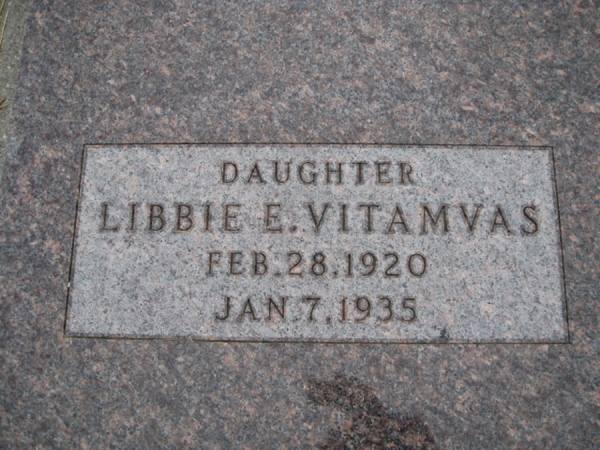 DAUGHTER
LIBBIE E. VITAMVAS
FEB. 28. 1920
JAN. 7, 1935